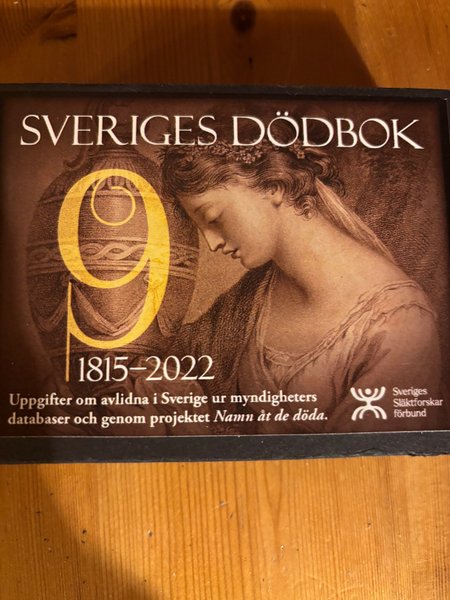 SVERIGES DÖDBOK
9
1815–2022
Uppgifter om avlidna i Sverige ur myndigheters
databaser och genom projektet Namn åt de döda.
Sveriges
Släktforskar
förbund